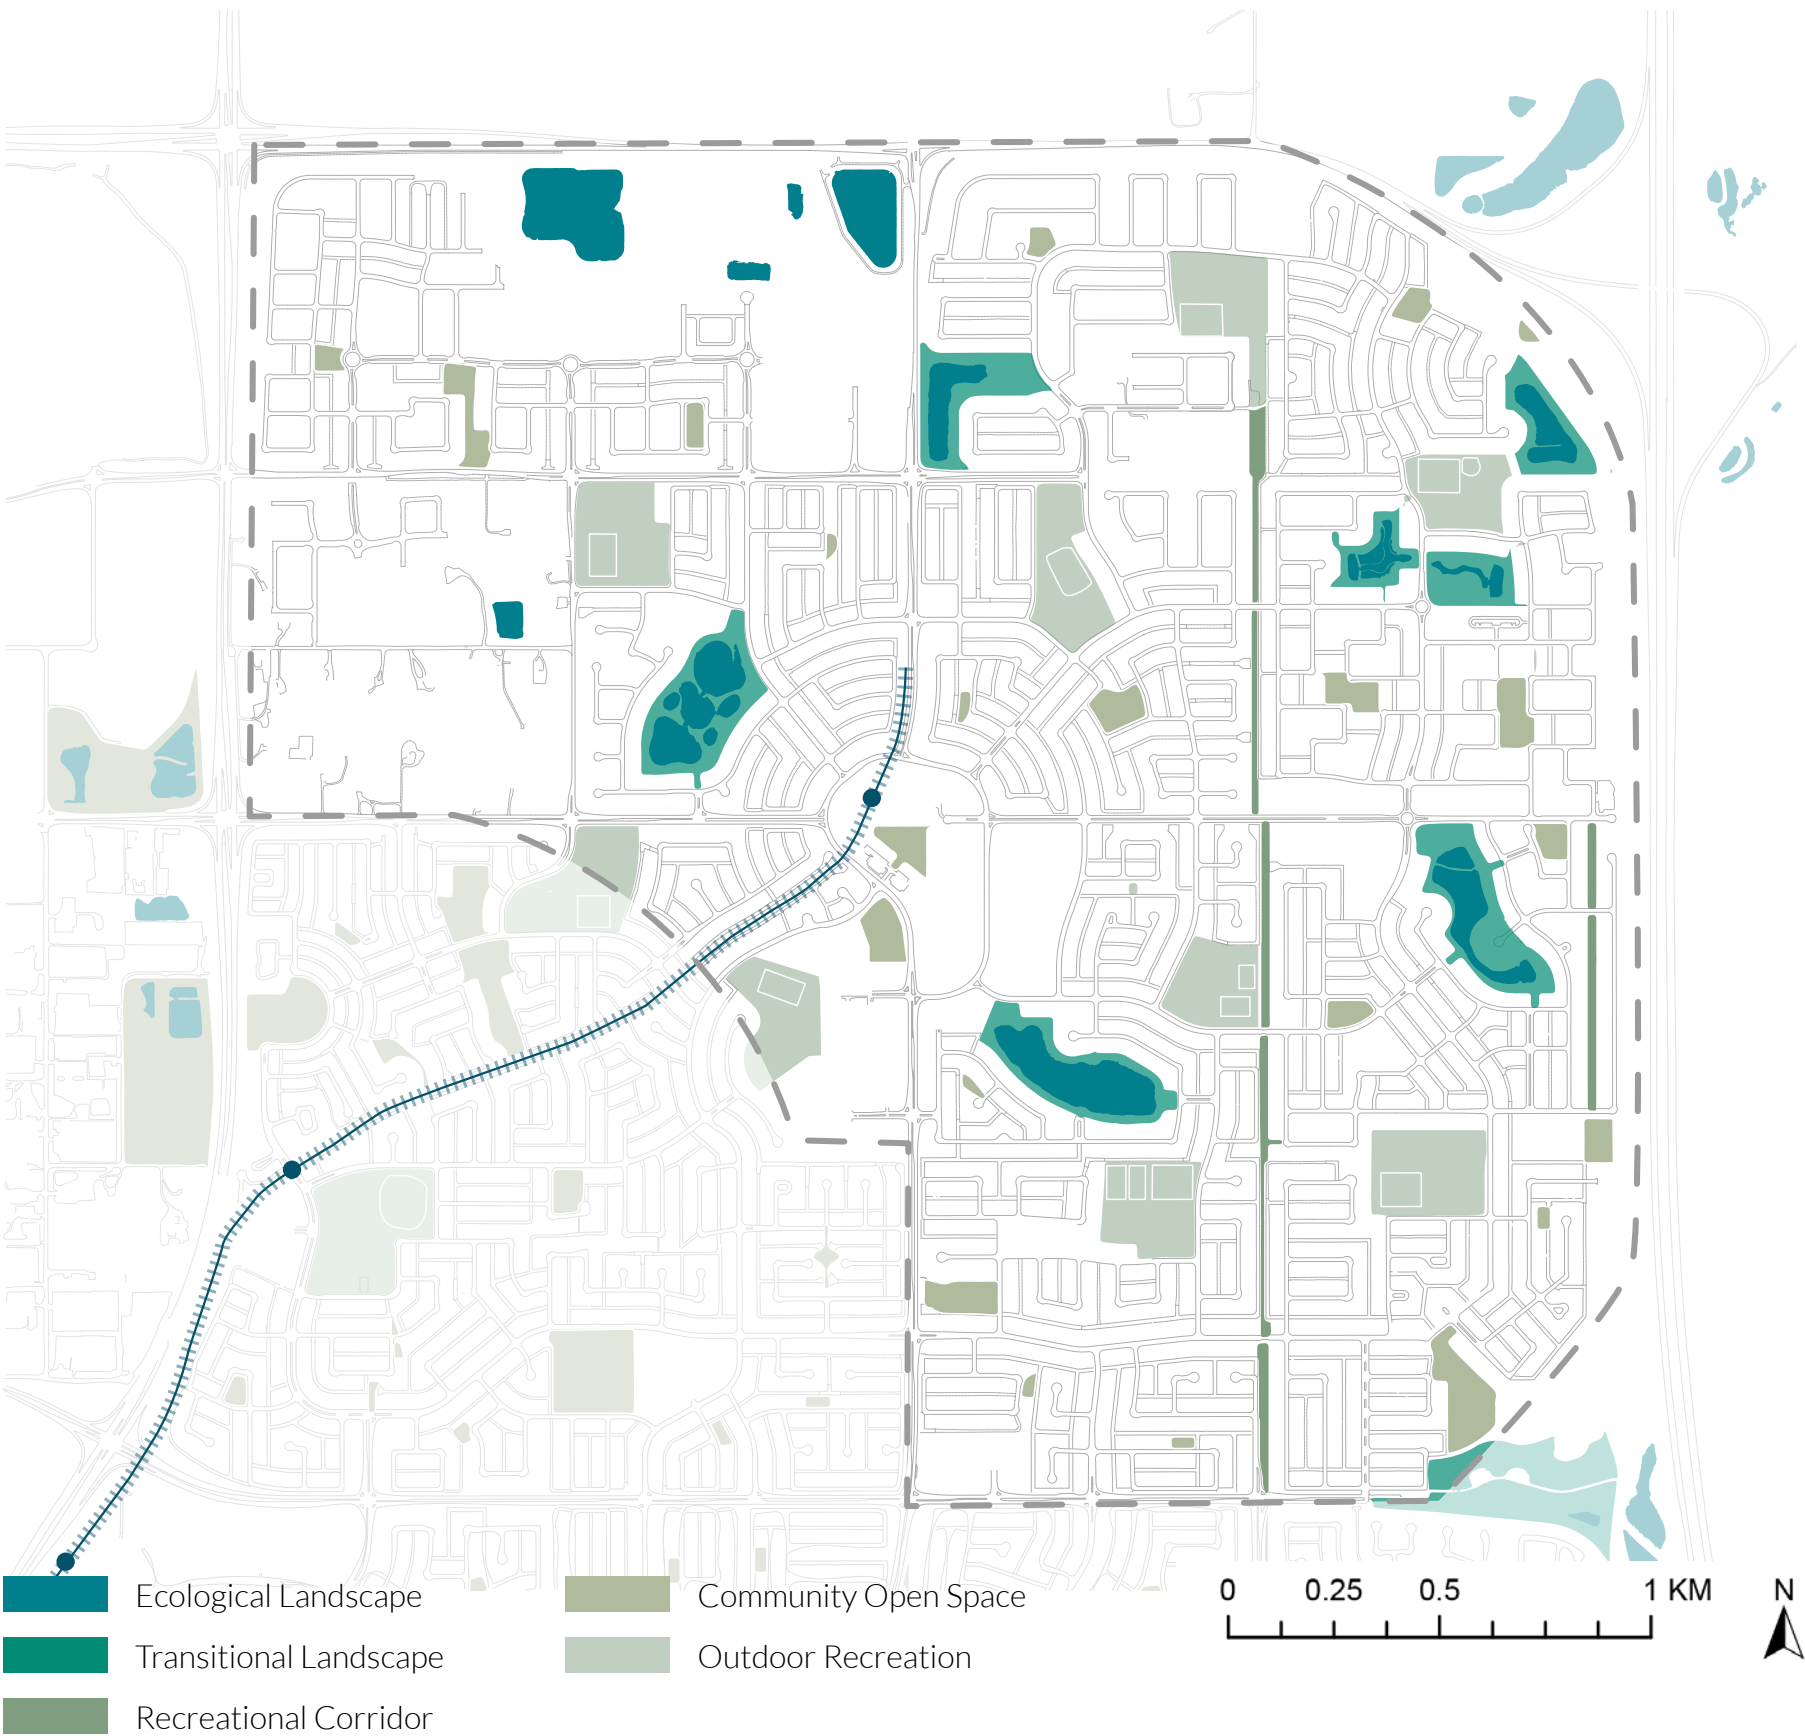 Ecological Landscape
Transitional Landscape
Recreational Corridor
Community Open Space
Outdoor Recreation
0 0.25 0.5 1 KM
N